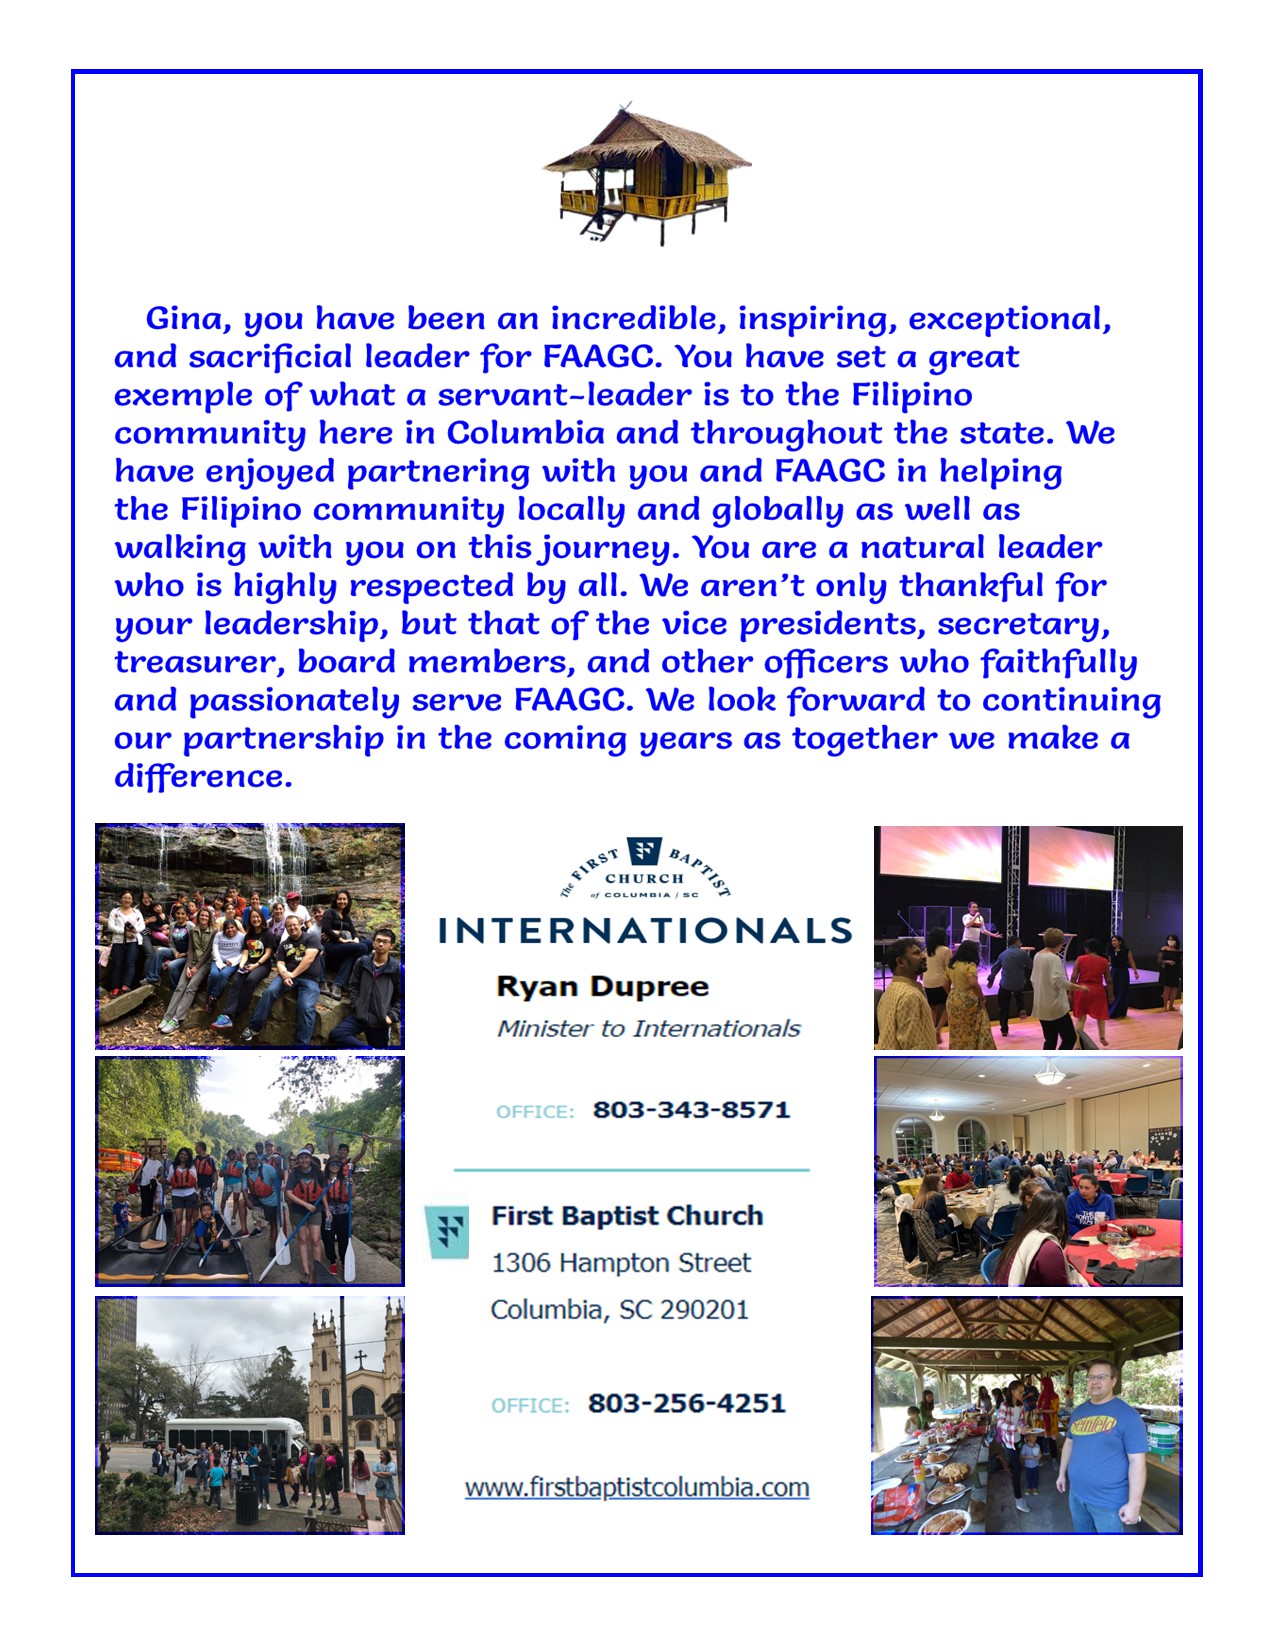 Gina, you have been an incredible, inspiring, exceptional,
and sacrificial leader for FAAGC. You have set a great
exemple of what a servant-leader is to the Filipino
community here in Columbia and throughout the state. We
have enjoyed partnering with you and FAAGC in helping
the Filipino community locally and globally as well as
walking with you on this journey. You are a natural leader
who is highly respected by all. We aren't only thankful for
your leadership, but that of the vice presidents, secretary,
treasurer, board members, and other officers who faithfully
and passionately serve FAAGC. We look forward to continuing
our partnership in the coming years as together we make a
difference.
The FIRST BAPTIST
CHURCH
of COLUMBIA / SC
INTERNATIONALS
Ryan Dupree
Minister to Internationals
OFFICE: 803-343-8571
First Baptist Church
1306 Hampton Street
Columbia, SC 290201
OFFICE: 803-256-4251
www.firstbaptistcolumbia.com
Seinfeld